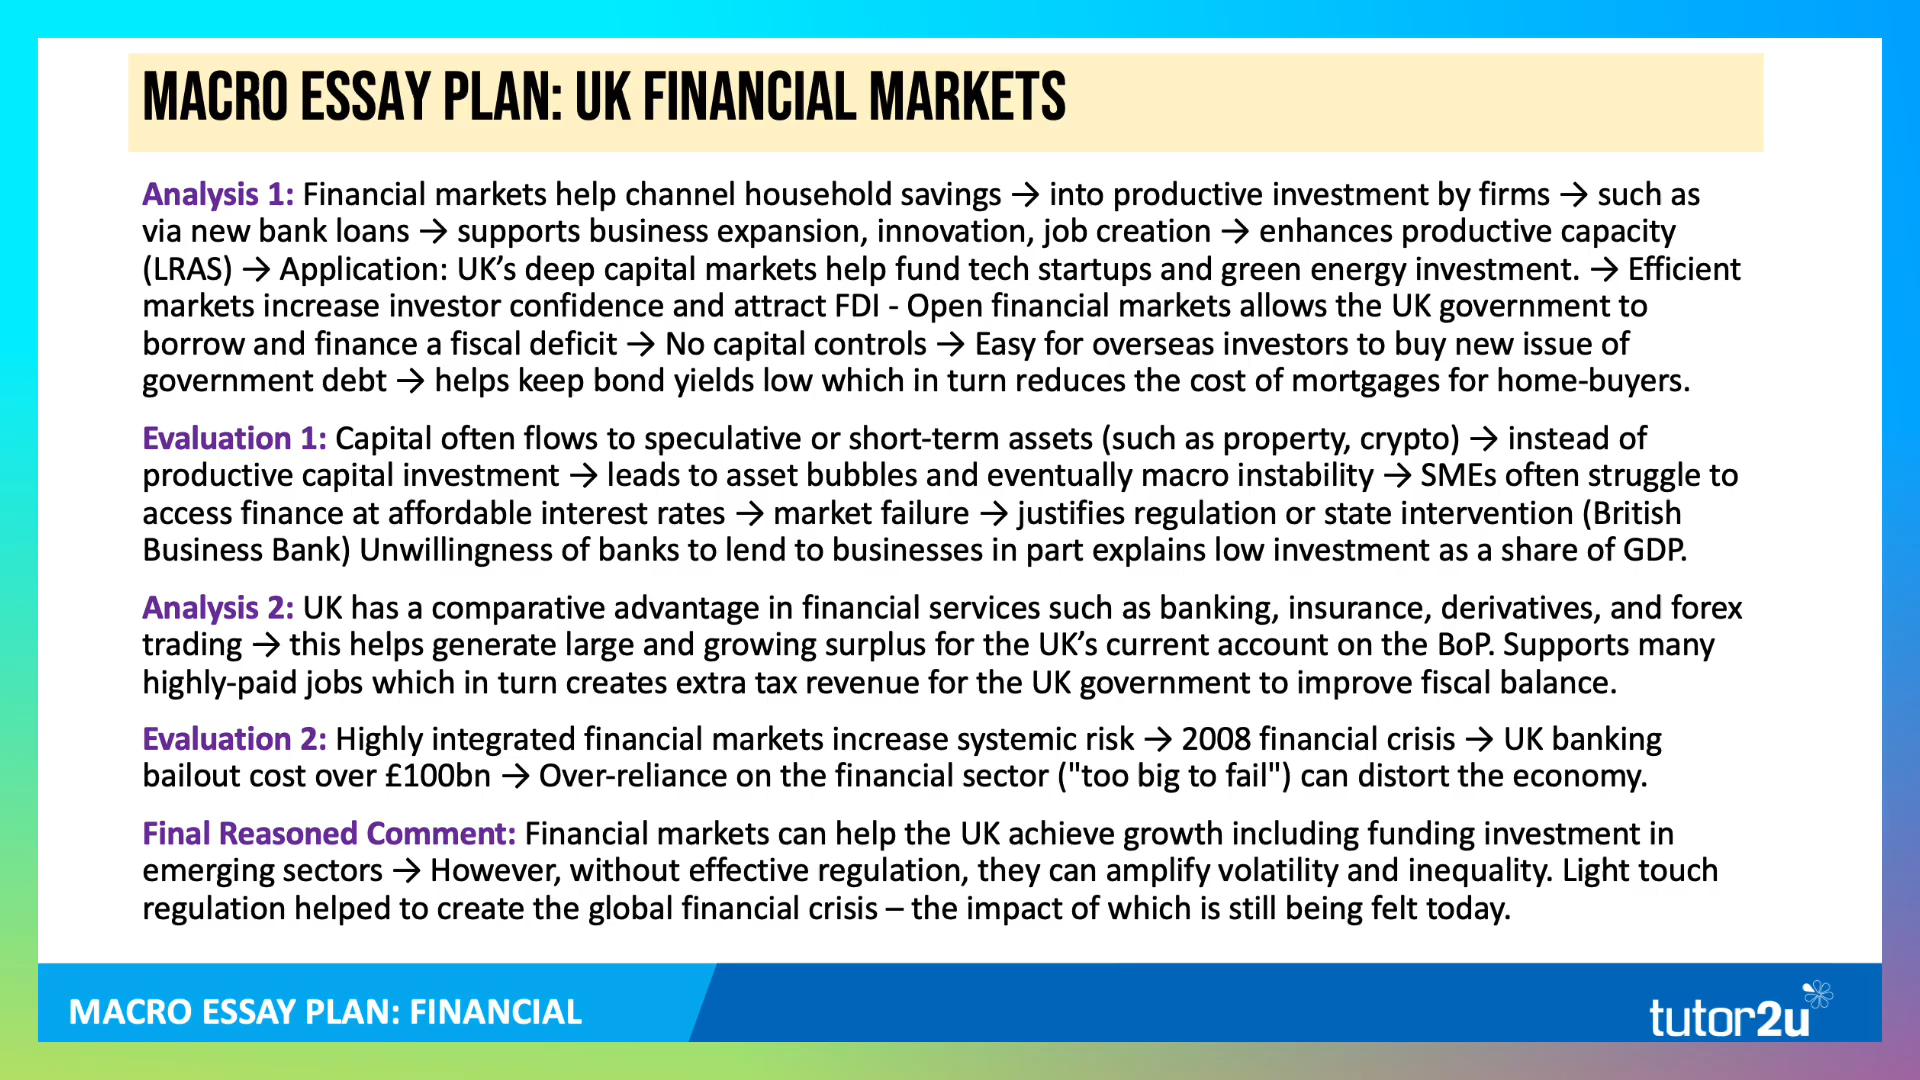 MACRO ESSAY PLAN: UK FINANCIAL MARKETS
Analysis 1: Financial markets help channel household savings → into productive investment by firms → such as
via new bank loans → supports business expansion, innovation, job creation → enhances productive capacity
(LRAS) → Application: UK’s deep capital markets help fund tech startups and green energy investment. → Efficient
markets increase investor confidence and attract FDI - Open financial markets allows the UK government to
borrow and finance a fiscal deficit → No capital controls → Easy for overseas investors to buy new issue of
government debt → helps keep bond yields low which in turn reduces the cost of mortgages for home-buyers.
Evaluation 1: Capital often flows to speculative or short-term assets (such as property, crypto) → instead of
productive capital investment → leads to asset bubbles and eventually macro instability → SMEs often struggle to
access finance at affordable interest rates → market failure → justifies regulation or state intervention (British
Business Bank) Unwillingness of banks to lend to businesses in part explains low investment as a share of GDP.
Analysis 2: UK has a comparative advantage in financial services such as banking, insurance, derivatives, and forex
trading → this helps generate large and growing surplus for the UK’s current account on the BoP. Supports many
highly-paid jobs which in turn creates extra tax revenue for the UK government to improve fiscal balance.
Evaluation 2: Highly integrated financial markets increase systemic risk → 2008 financial crisis → UK banking
bailout cost over £100bn → Over-reliance on the financial sector ("too big to fail") can distort the economy.
Final Reasoned Comment: Financial markets can help the UK achieve growth including funding investment in
emerging sectors → However, without effective regulation, they can amplify volatility and inequality. Light touch
regulation helped to create the global financial crisis – the impact of which is still being felt today.
MACRO ESSAY PLAN: FINANCIAL
tutor2u